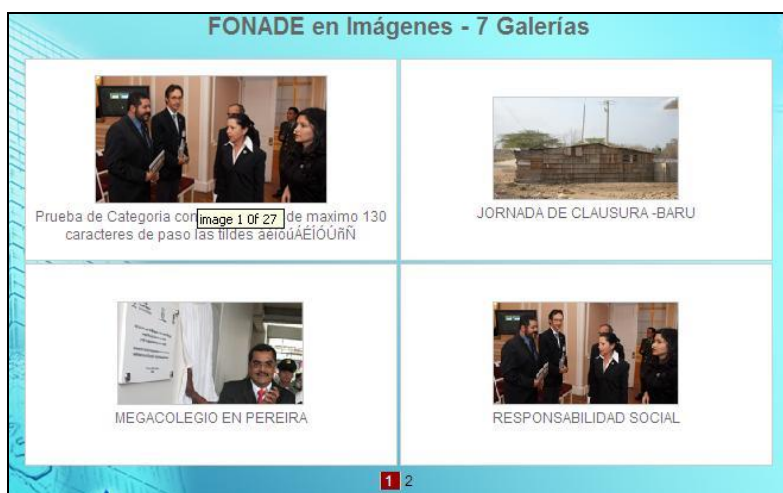 FONADE en Imágenes - 7 Galerías
Prueba de Categoria con de maximo 130
image 1 0f 27
caracteres de paso las tildes áéíoúÁÉÍÓÚñÑ
JORNADA DE CLAUSURA -BARU
MEGACOLEGIO EN PEREIRA
RESPONSABILIDAD SOCIAL
1 2